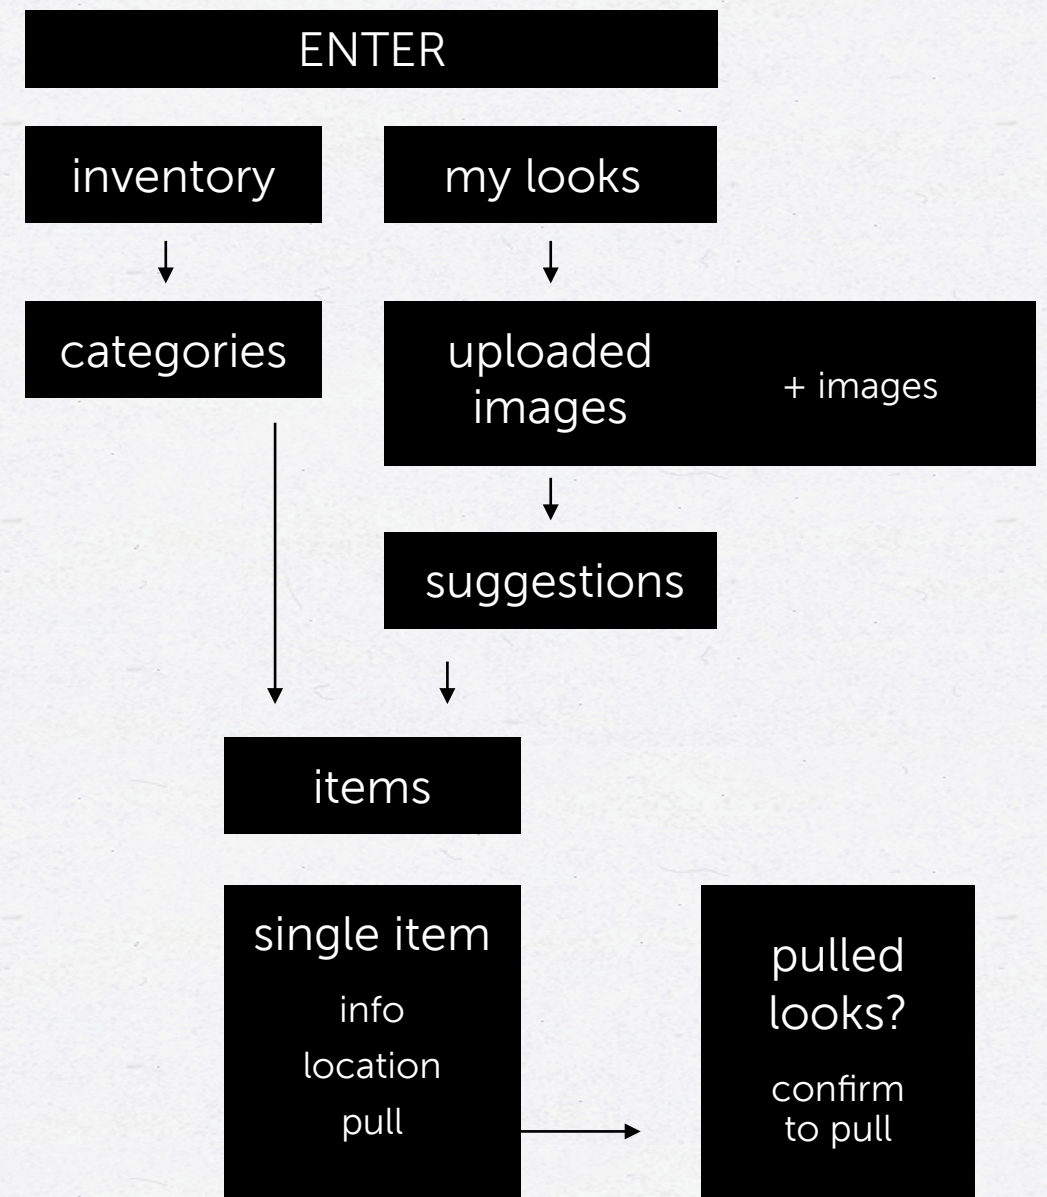 ENTER
inventory
my looks
categories
uploaded
images
+ images
suggestions
items
single item
info
location
pull
pulled
looks?
confirm
to pull